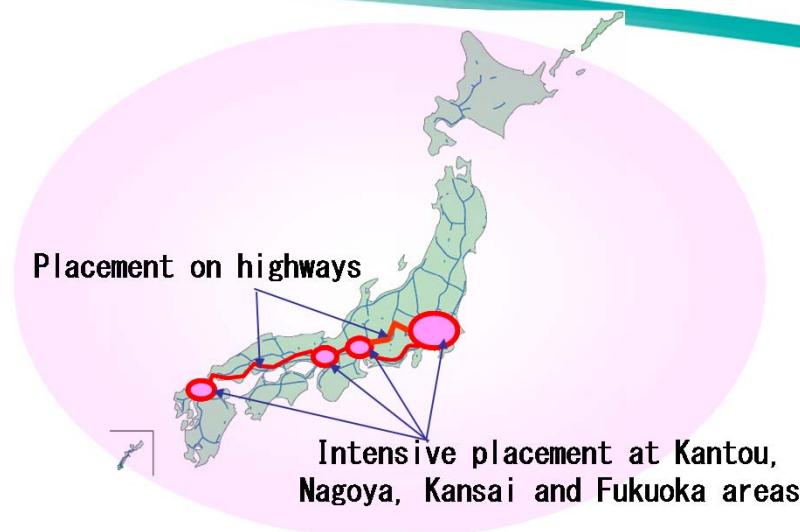 Placement on highways
Intensive placement at Kantou,
Nagoya, Kansai and Fukuoka areas